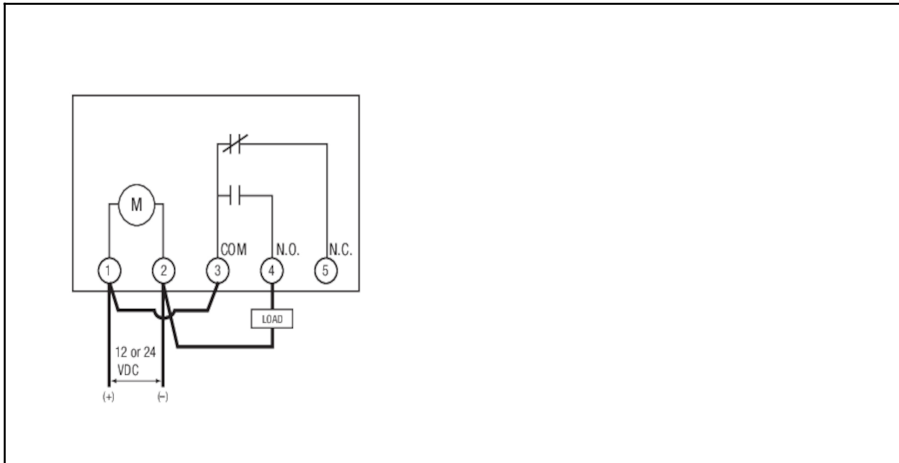 M
COM N.O. N.C.
1 2 3 4 5
LOAD
12 or 24
VDC
(+) (−)